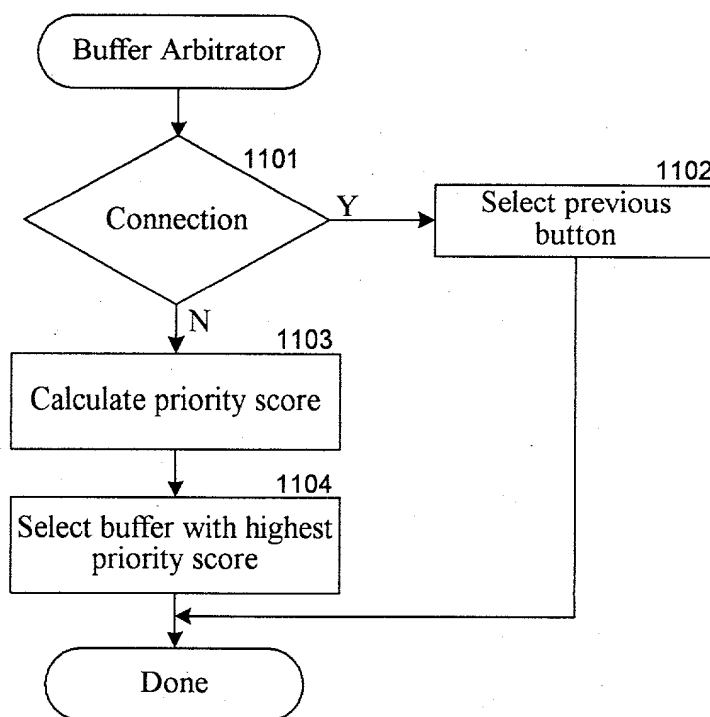 Buffer Arbitrator
1101
Connection
Y
1102
Select previous
button
N
1103
Calculate priority score
1104
Select buffer with highest
priority score
Done